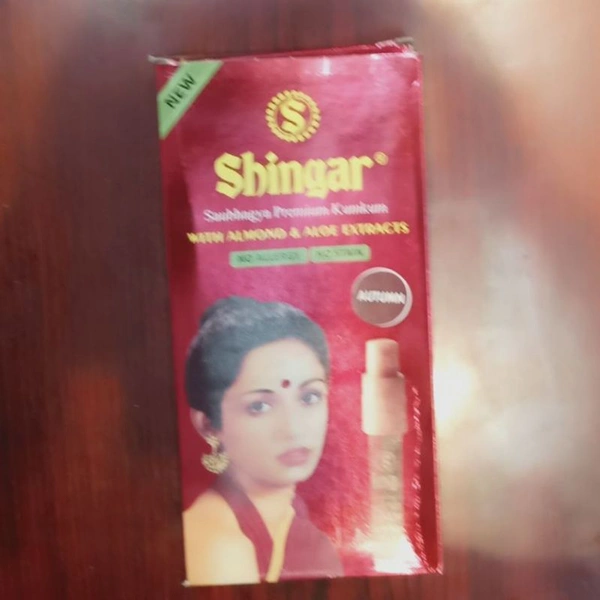 NEW
S
Shingar®
Saubhagya Premium Kumkum
WITH ALMOND & ALOE EXTRACTS
NO ALLERGY NO STAIN
AUTUMN